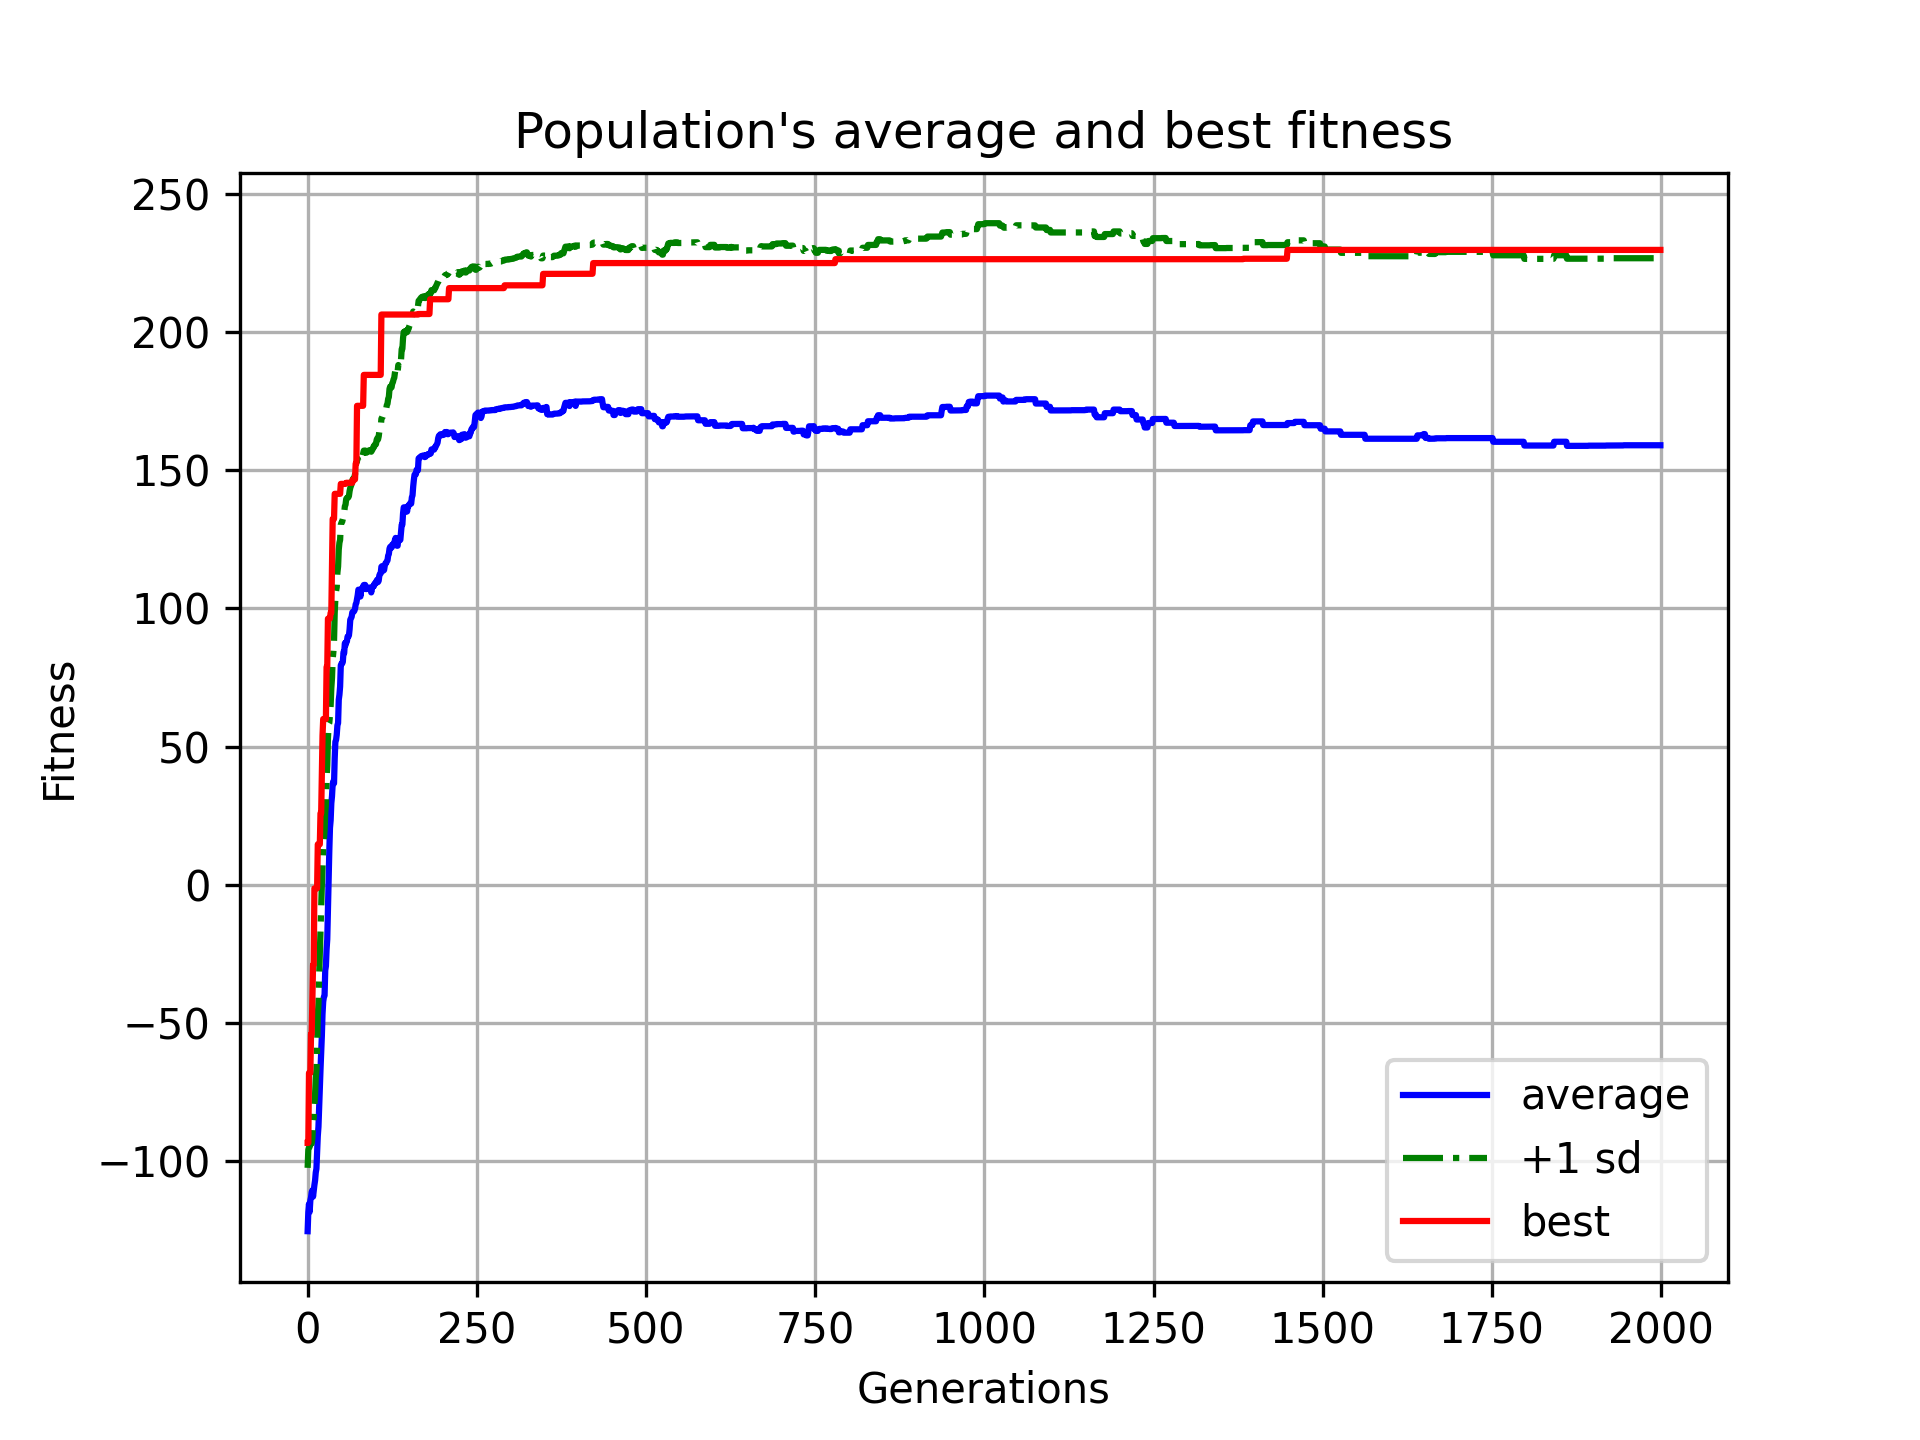 Population's average and best fitness
250
200
150
100
50
0
−50
−100
Fitness
0 250 500 750 1000 1250 1500 1750 2000
Generations
average
+1 sd
best